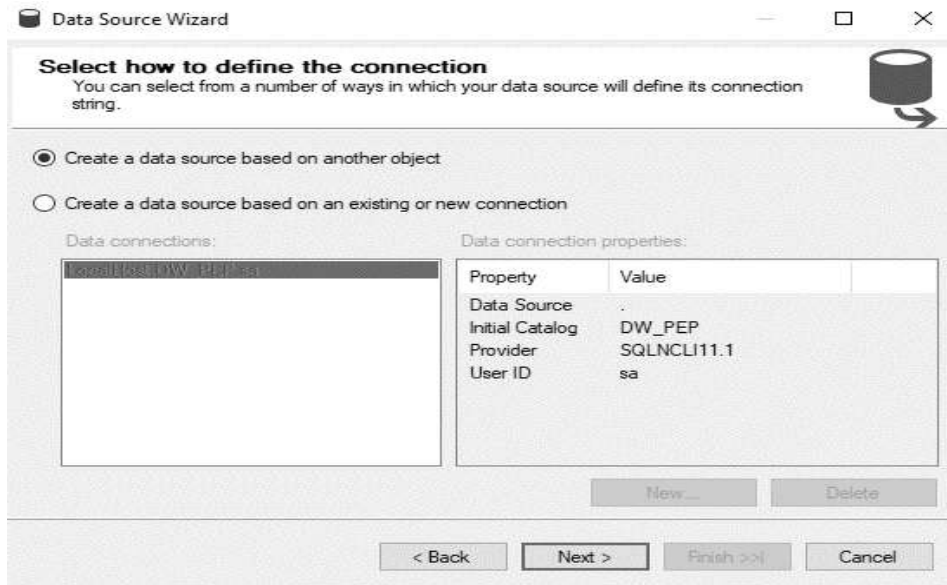 Data Source Wizard
Select how to define the connection
You can select from a number of ways in which your data source will define its connection
string.
Create a data source based on another object
Create a data source based on an existing or new connection
Data connections:
Data connection properties:
LocalHost.DW_PEP.sa
Property Value
Data Source .
Initial Catalog DW_PEP
Provider SQLNCLI11.1
User ID sa
New...
Delete
< Back
Next >
Finish >>|
Cancel